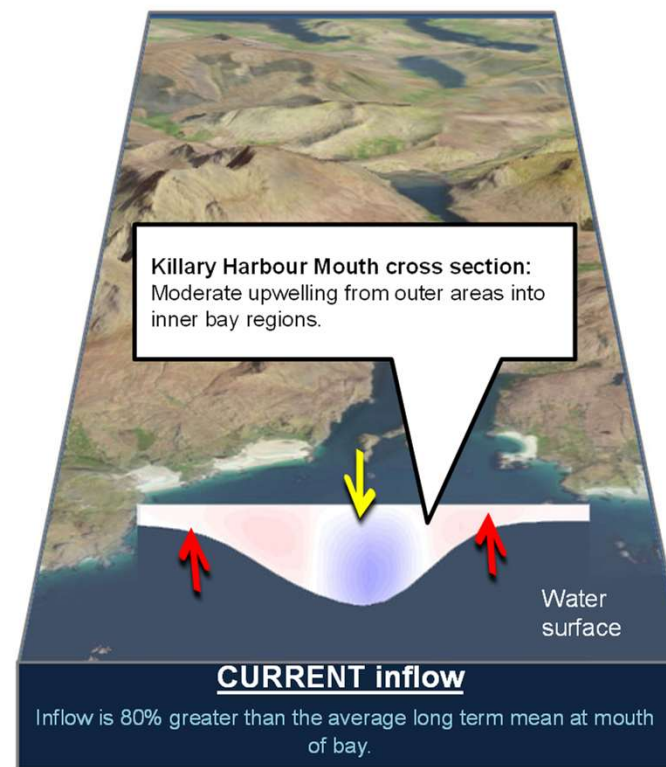 Killary Harbour Mouth cross section:
Moderate upwelling from outer areas into
inner bay regions.
Water
surface
CURRENT inflow
Inflow is 80% greater than the average long term mean at mouth
of bay.